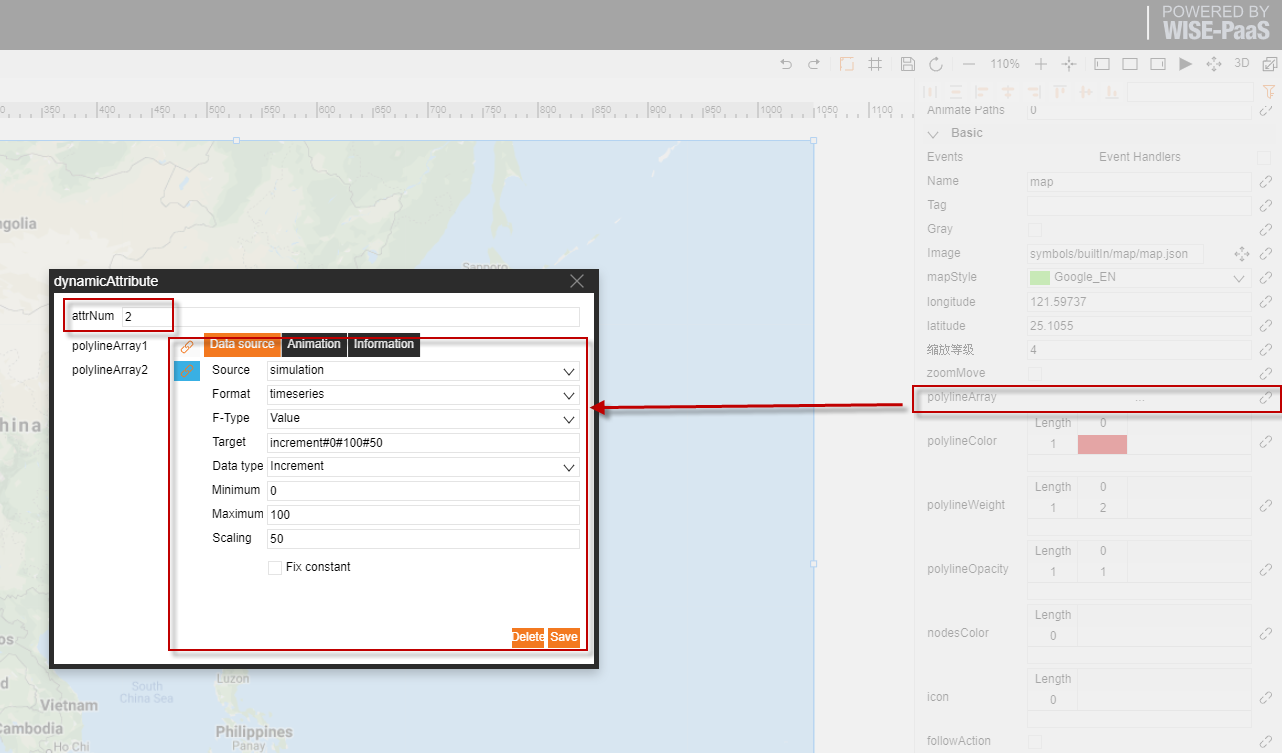 POWERED BY
WISE-PaaS
110%
3D
350
400
450
500
550
600
650
700
750
800
850
900
950
1000
1050
1100
Animate Paths 0
Basic
Events Event Handlers
Name map
Tag
Gray
Image symbols/builtIn/map/map.json
mapStyle Google_EN
longitude 121.59737
latitude 25.1055
缩放等级 4
zoomMove
polylineArray ...
polylineColor
Length 0
1
polylineWeight
Length 0
1 2
polylineOpacity
Length 0
1 1
nodesColor
Length
0
icon
Length
0
followAction
ngolia
Sapporo
dynamicAttribute
attrNum 2
polylineArray1
polylineArray2
Data source Animation Information
Source simulation
Format timeseries
F-Type Value
Target increment#0#100#50
Data type Increment
Minimum 0
Maximum 100
Scaling 50
Fix constant
Delete Save
hina
os
d
South
China Sea
Luzon
Vietnam
Cambodia
Ho Chi
Philippines
Panay